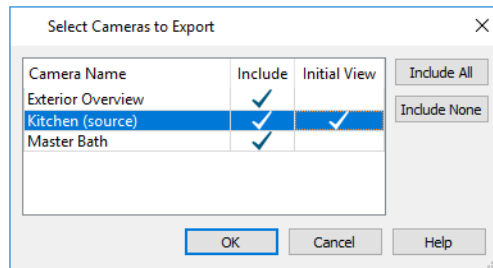 Select Cameras to Export
Camera Name Include Initial View
Exterior Overview
Kitchen (source)
Master Bath
Include All
Include None
OK Cancel Help